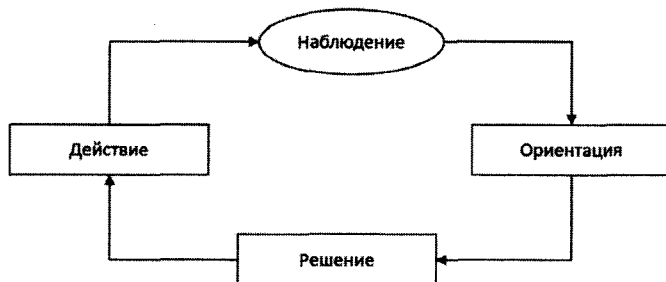 Наблюдение
Действие
Ориентация
Решение